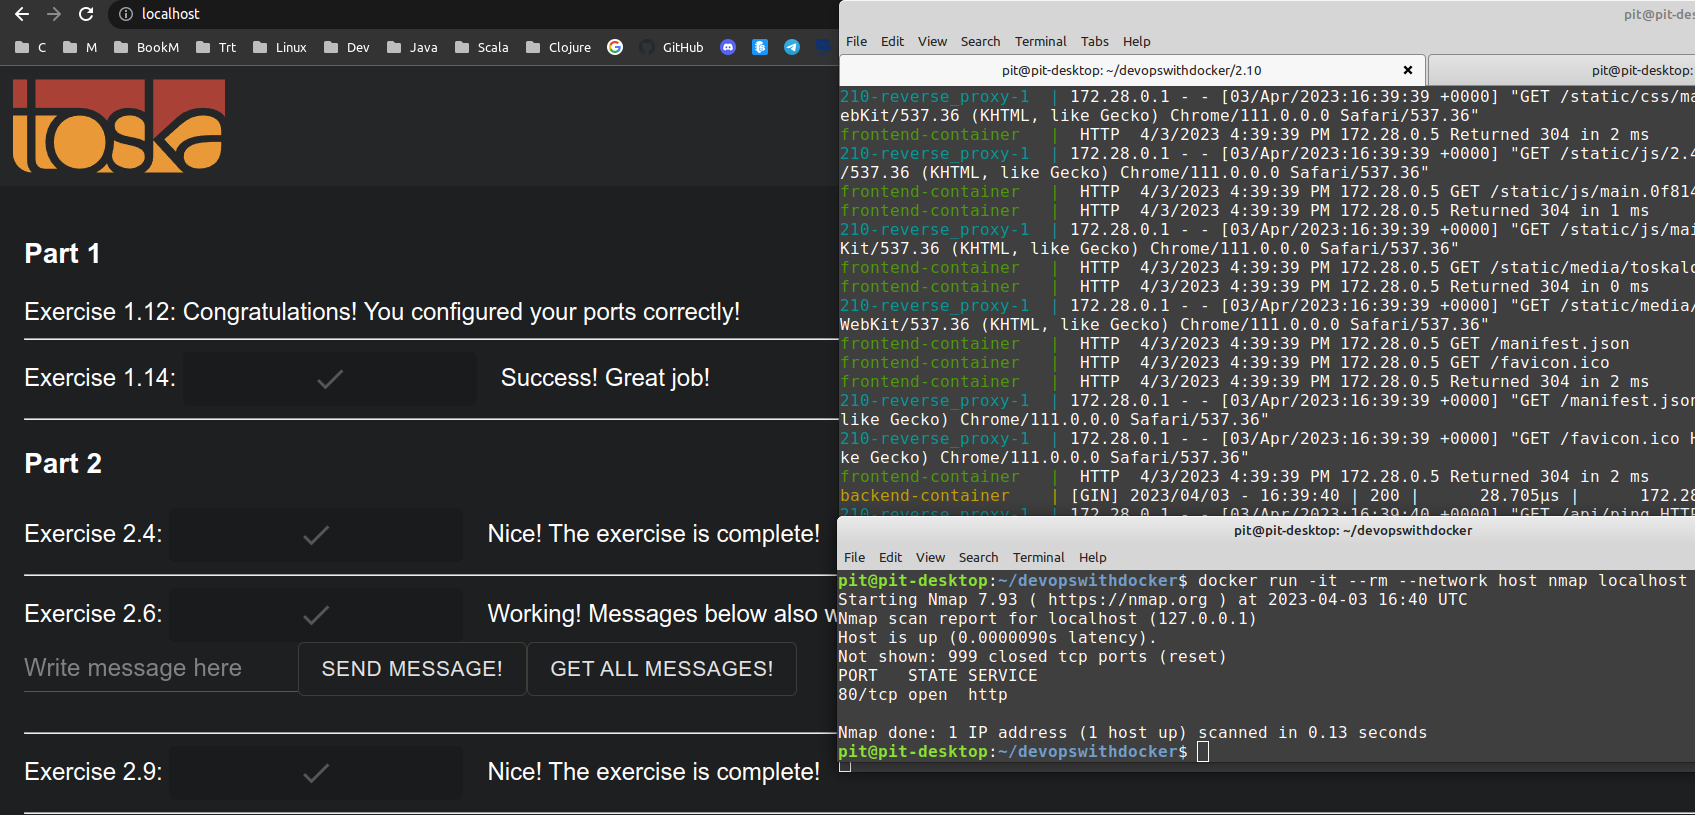 localhost
C M BookM Trt Linux Dev Java Scala Clojure GitHub
toska
Part 1
Exercise 1.12: Congratulations! You configured your ports correctly!
Exercise 1.14: Success! Great job!
Part 2
Exercise 2.4: Nice! The exercise is complete!
Exercise 2.6: Working! Messages below also w
Write message here SEND MESSAGE! GET ALL MESSAGES!
Exercise 2.9: Nice! The exercise is complete!
pit@pit-des
File Edit View Search Terminal Tabs Help
pit@pit-desktop: ~/devopswithdocker/2.10 × pit@pit-desktop:
210-reverse_proxy-1 | 172.28.0.1 - - [03/Apr/2023:16:39:39 +0000] "GET /static/css/ma
ebKit/537.36 (KHTML, like Gecko) Chrome/111.0.0.0 Safari/537.36"
frontend-container | HTTP 4/3/2023 4:39:39 PM 172.28.0.5 Returned 304 in 2 ms
210-reverse_proxy-1 | 172.28.0.1 - - [03/Apr/2023:16:39:39 +0000] "GET /static/js/2.4
/537.36 (KHTML, like Gecko) Chrome/111.0.0.0 Safari/537.36"
frontend-container | HTTP 4/3/2023 4:39:39 PM 172.28.0.5 GET /static/js/main.0f814
frontend-container | HTTP 4/3/2023 4:39:39 PM 172.28.0.5 Returned 304 in 1 ms
210-reverse_proxy-1 | 172.28.0.1 - - [03/Apr/2023:16:39:39 +0000] "GET /static/js/mai
Kit/537.36 (KHTML, like Gecko) Chrome/111.0.0.0 Safari/537.36"
frontend-container | HTTP 4/3/2023 4:39:39 PM 172.28.0.5 GET /static/media/toskalo
frontend-container | HTTP 4/3/2023 4:39:39 PM 172.28.0.5 Returned 304 in 0 ms
210-reverse_proxy-1 | 172.28.0.1 - - [03/Apr/2023:16:39:39 +0000] "GET /static/media/
WebKit/537.36 (KHTML, like Gecko) Chrome/111.0.0.0 Safari/537.36"
frontend-container | HTTP 4/3/2023 4:39:39 PM 172.28.0.5 GET /manifest.json
frontend-container | HTTP 4/3/2023 4:39:39 PM 172.28.0.5 GET /favicon.ico
frontend-container | HTTP 4/3/2023 4:39:39 PM 172.28.0.5 Returned 304 in 2 ms
210-reverse_proxy-1 | 172.28.0.1 - - [03/Apr/2023:16:39:39 +0000] "GET /manifest.json
like Gecko) Chrome/111.0.0.0 Safari/537.36"
210-reverse_proxy-1 | 172.28.0.1 - - [03/Apr/2023:16:39:39 +0000] "GET /favicon.ico H
ke Gecko) Chrome/111.0.0.0 Safari/537.36"
frontend-container | HTTP 4/3/2023 4:39:39 PM 172.28.0.5 Returned 304 in 2 ms
backend-container | [GIN] 2023/04/03 - 16:39:40 | 200 | 28.705µs | 172.28
210-reverse_proxy-1 | 172.28.0.1 - - [03/Apr/2023:16:39:40 +0000] "GET /api/ping HTTP
pit@pit-desktop: ~/devopswithdocker
File Edit View Search Terminal Help
pit@pit-desktop:~/devopswithdocker$ docker run -it --rm --network host nmap localhost
Starting Nmap 7.93 ( https://nmap.org ) at 2023-04-03 16:40 UTC
Nmap scan report for localhost (127.0.0.1)
Host is up (0.0000090s latency).
Not shown: 999 closed tcp ports (reset)
PORT STATE SERVICE
80/tcp open http
Nmap done: 1 IP address (1 host up) scanned in 0.13 seconds
pit@pit-desktop:~/devopswithdocker$